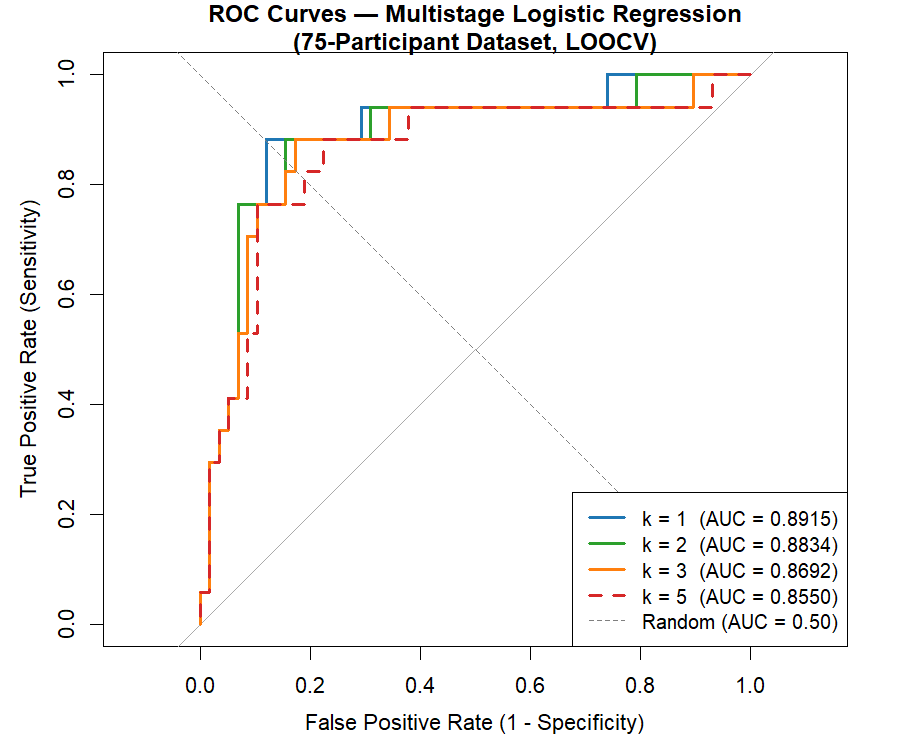 ROC Curves — Multistage Logistic Regression
(75-Participant Dataset, LOOCV)
True Positive Rate (Sensitivity)
1.0
0.8
0.6
0.4
0.2
0.0
k = 1 (AUC = 0.8915)
k = 2 (AUC = 0.8834)
k = 3 (AUC = 0.8692)
k = 5 (AUC = 0.8550)
Random (AUC = 0.50)
0.0 0.2 0.4 0.6 0.8 1.0
False Positive Rate (1 - Specificity)